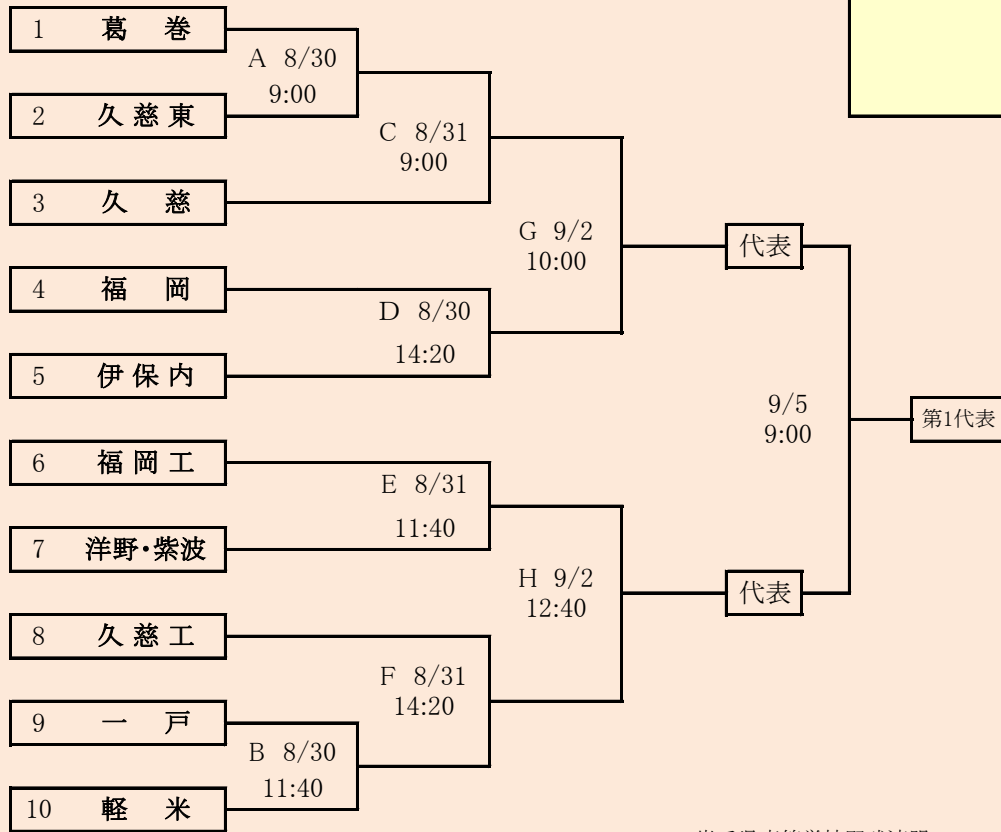 1 葛 巻
A 8/30
9:00
2 久慈東
C 8/31
9:00
3 久 慈
G 9/2
10:00
代表
4 福 岡
D 8/30
14:20
5 伊保内
9/5
9:00
第1代表
6 福岡工
E 8/31
11:40
7 洋野・紫波
H 9/2
12:40
代表
8 久慈工
F 8/31
14:20
9 一 戸
B 8/30
11:40
10 軽 米